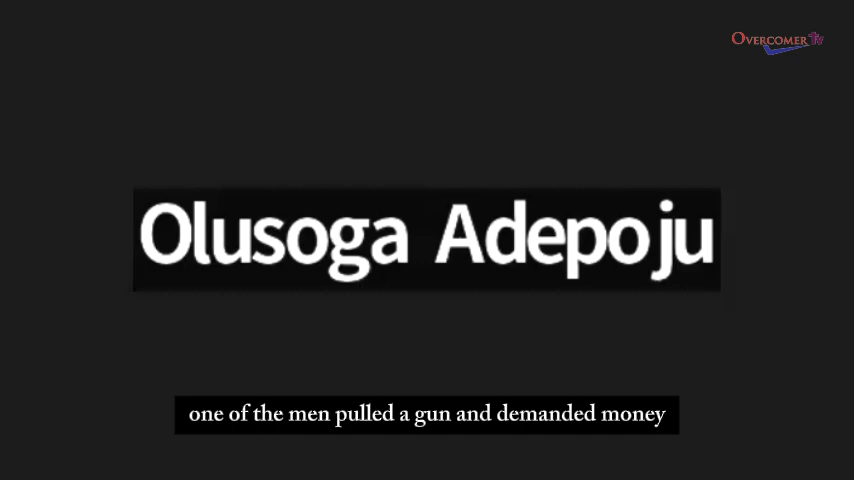 OVERCOMER TV
Olusoga Adepoju
one of the men pulled a gun and demanded money